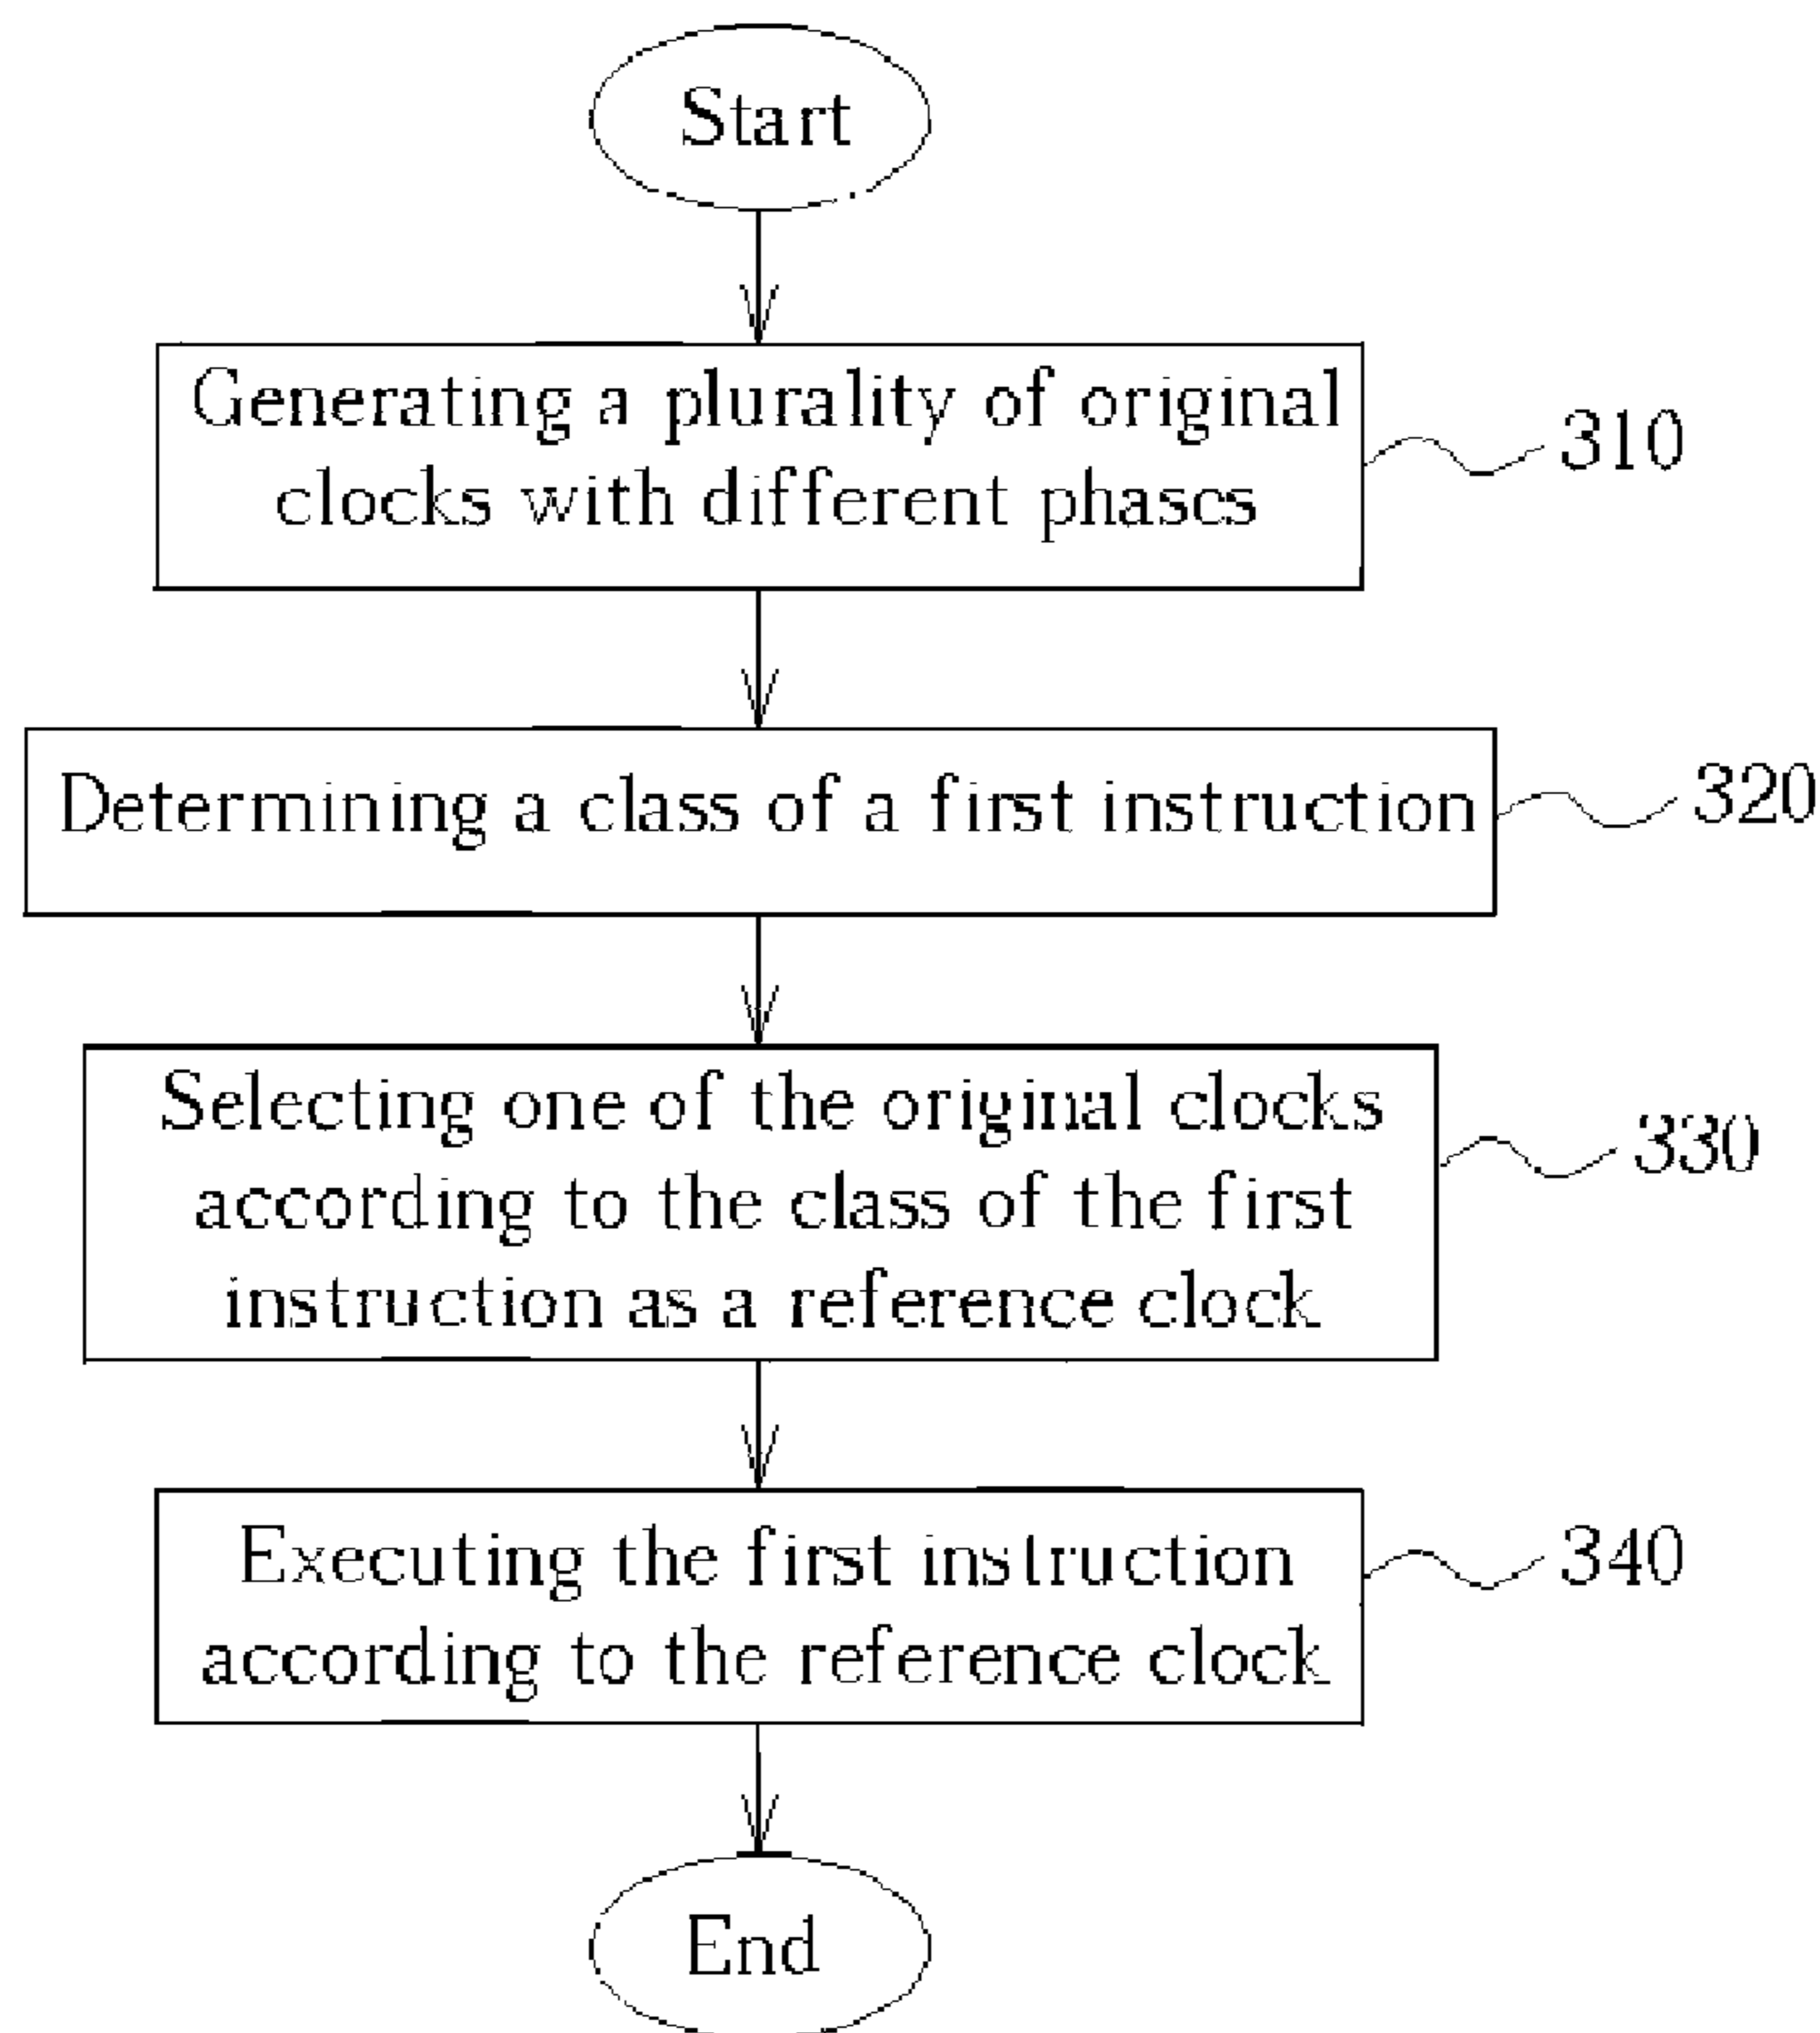 Start
Generating a plurality of original
clocks with different phases
310
Determining a class of a first instruction
320
Selecting one of the original clocks
according to the class of the first
instruction as a reference clock
330
Executing the first instruction
according to the reference clock
340
End